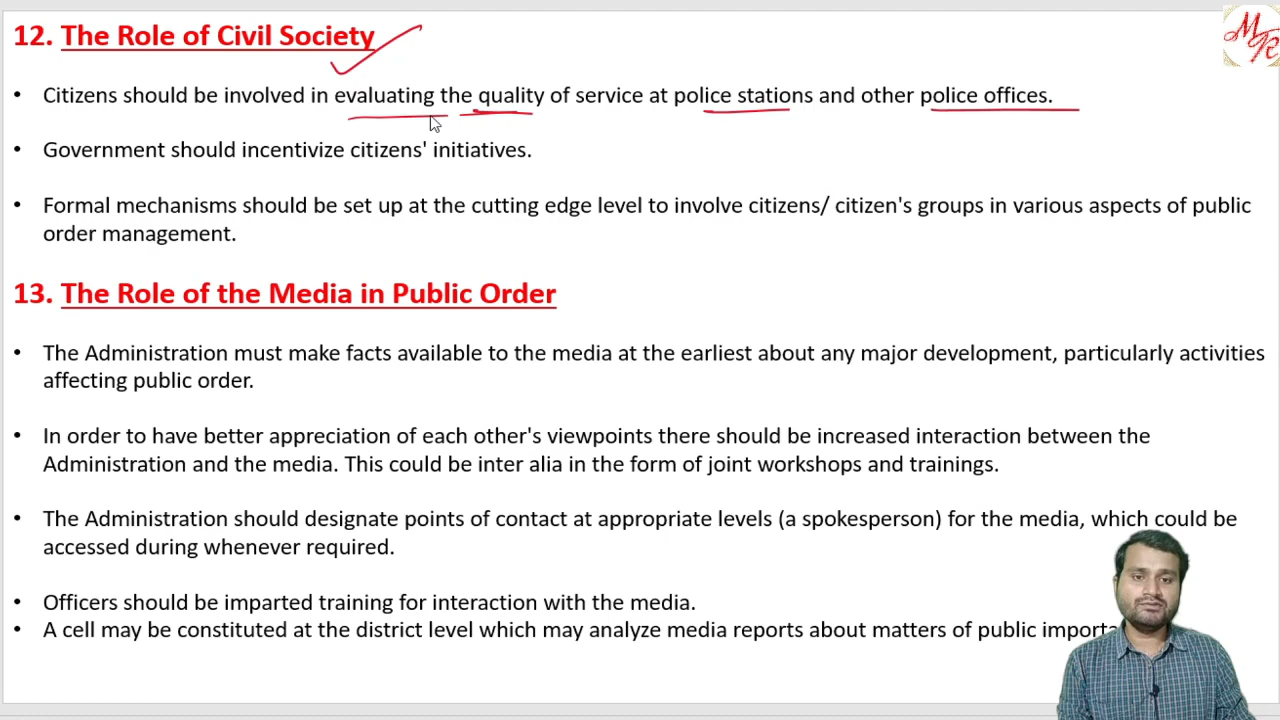 12. The Role of Civil Society
MR
• Citizens should be involved in evaluating the quality of service at police stations and other police offices.
• Government should incentivize citizens' initiatives.
• Formal mechanisms should be set up at the cutting edge level to involve citizens/ citizen's groups in various aspects of public
order management.
13. The Role of the Media in Public Order
• The Administration must make facts available to the media at the earliest about any major development, particularly activities
affecting public order.
• In order to have better appreciation of each other's viewpoints there should be increased interaction between the
Administration and the media. This could be inter alia in the form of joint workshops and trainings.
• The Administration should designate points of contact at appropriate levels (a spokesperson) for the media, which could be
accessed during whenever required.
• Officers should be imparted training for interaction with the media.
• A cell may be constituted at the district level which may analyze media reports about matters of public